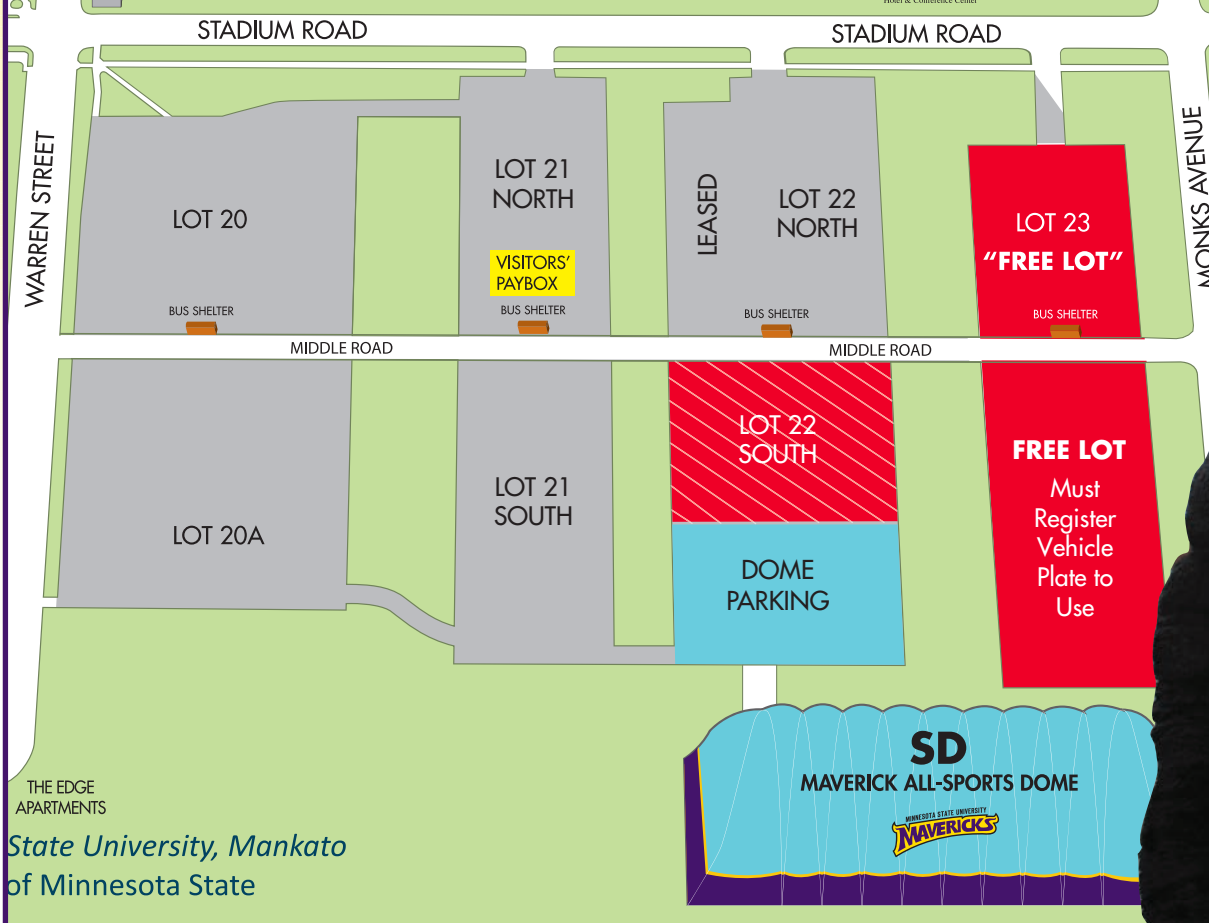 Hotel & Conference Center
STADIUM ROAD
STADIUM ROAD
WARREN STREET
MONKS AVENUE
LOT 20
LOT 21
NORTH
VISITORS'
PAYBOX
LEASED
LOT 22
NORTH
LOT 23
"FREE LOT"
BUS SHELTER
BUS SHELTER
BUS SHELTER
BUS SHELTER
MIDDLE ROAD
MIDDLE ROAD
LOT 20A
LOT 21
SOUTH
LOT 22
SOUTH
DOME
PARKING
FREE LOT
Must
Register
Vehicle
Plate to
Use
SD
MAVERICK ALL-SPORTS DOME
MINNESOTA STATE UNIVERSITY
MAVERICKS
THE EDGE
APARTMENTS
State University, Mankato
of Minnesota State